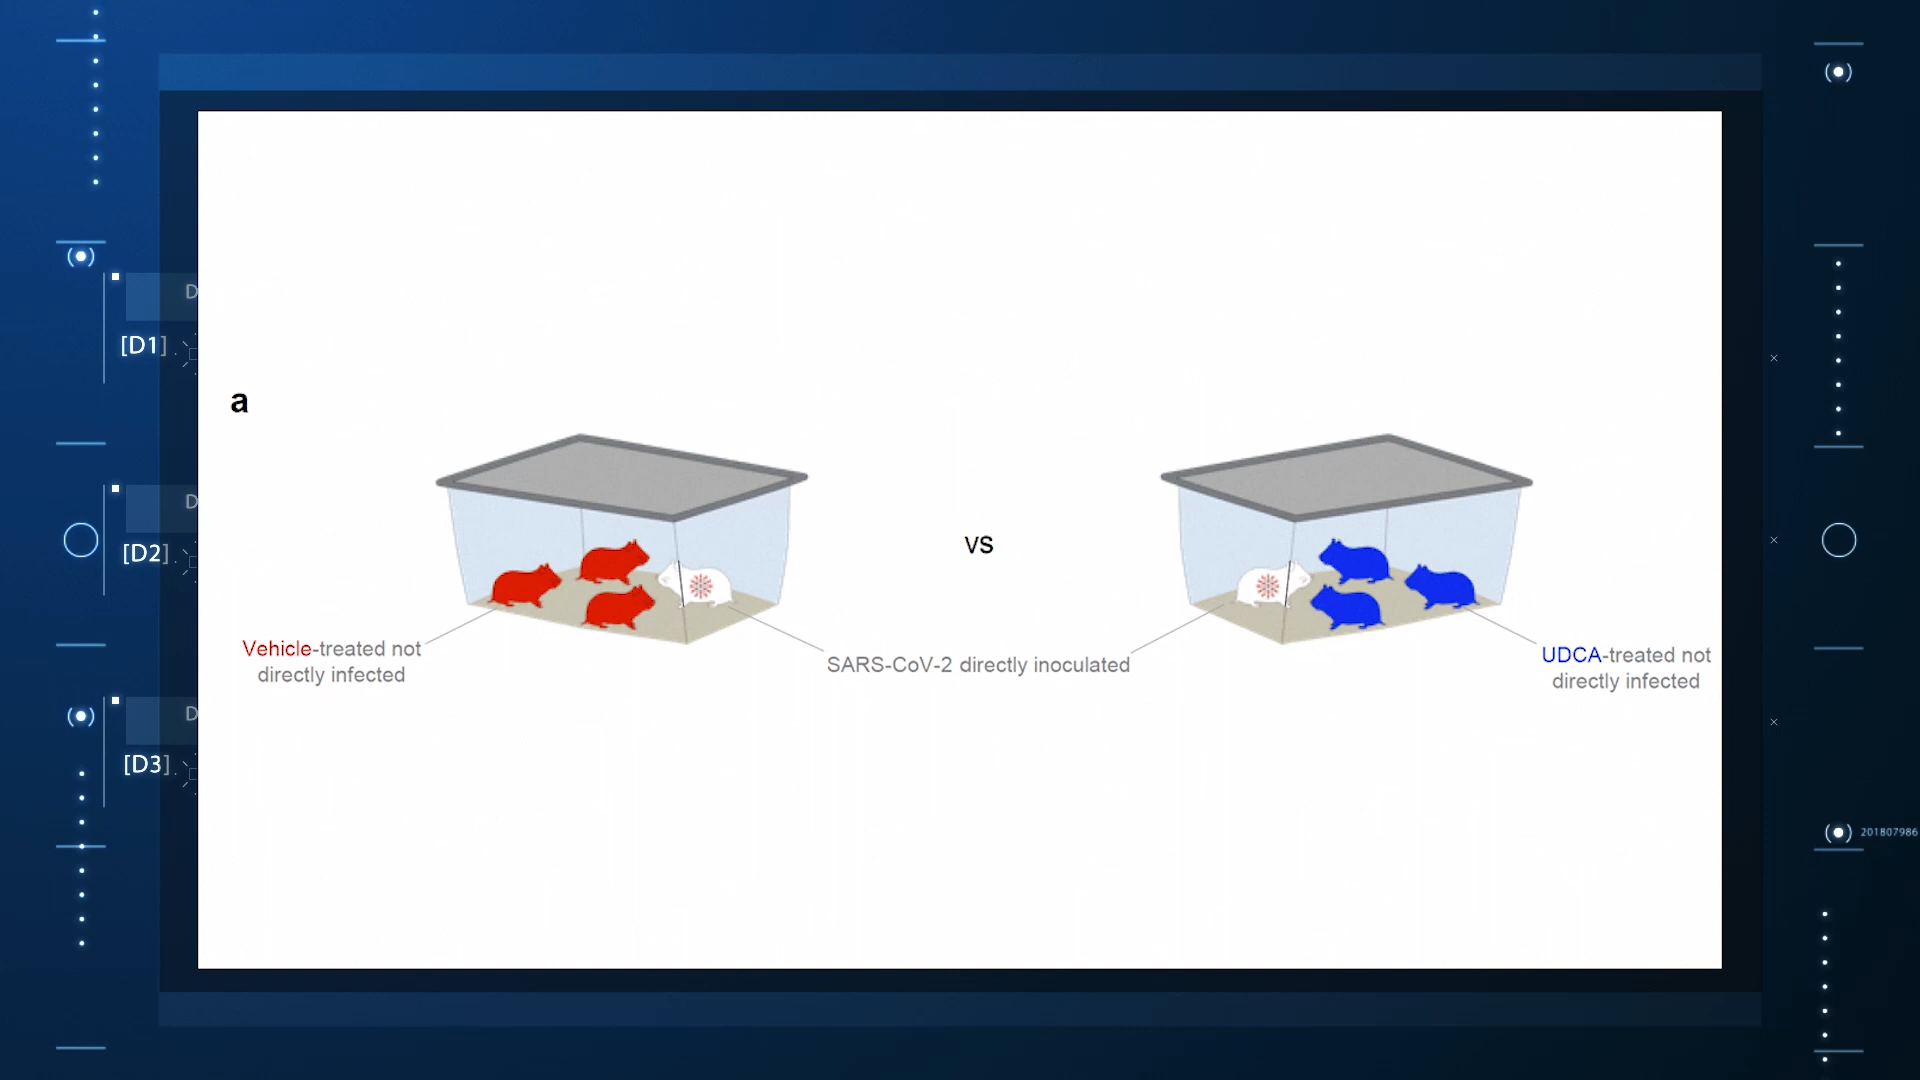 D
[D1]
a
D
[D2]
vs
Vehicle-treated not
directly infected
SARS-CoV-2 directly inoculated
UDCA-treated not
directly infected
D
[D3]
201807986